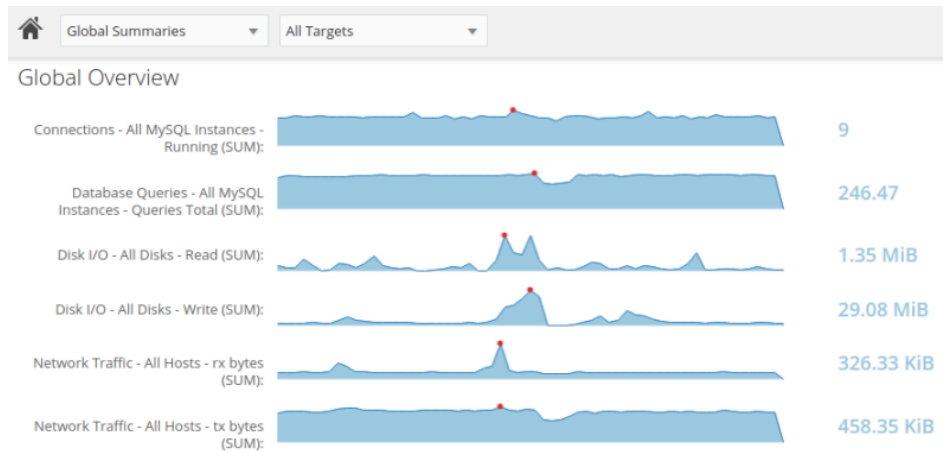 Global Summaries
All Targets
Global Overview
Connections - All MySQL Instances -
Running (SUM):
9
Database Queries - All MySQL
Instances - Queries Total (SUM):
246.47
Disk I/O - All Disks - Read (SUM):
1.35 MiB
Disk I/O - All Disks - Write (SUM):
29.08 MiB
Network Traffic - All Hosts - rx bytes
(SUM):
326.33 KiB
Network Traffic - All Hosts - tx bytes
(SUM):
458.35 KiB